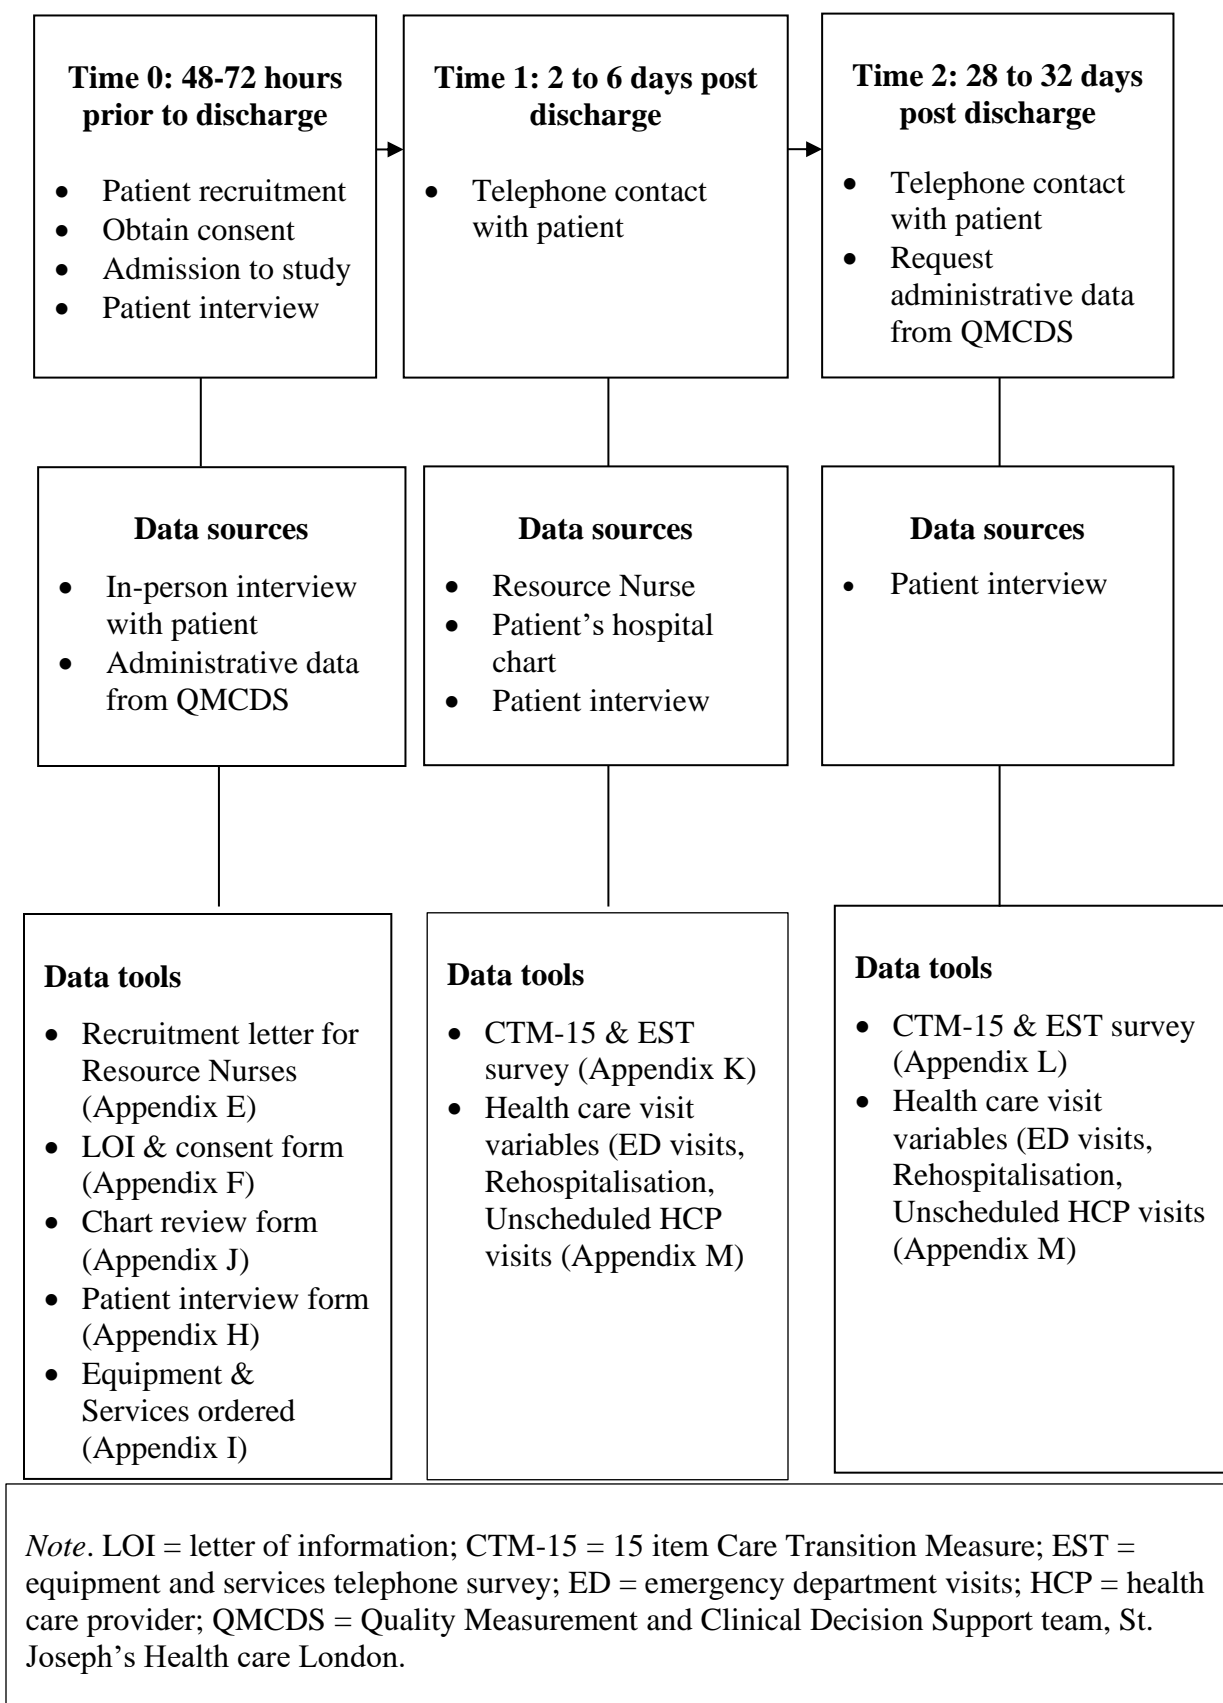 Time 0: 48-72 hours
prior to discharge
• Patient recruitment
• Obtain consent
• Admission to study
• Patient interview
Time 1: 2 to 6 days post
discharge
• Telephone contact
with patient
Time 2: 28 to 32 days
post discharge
• Telephone contact
with patient
• Request
administrative data
from QMCDS
Data sources
• In-person interview
with patient
• Administrative data
from QMCDS
Data sources
• Resource Nurse
• Patient’s hospital
chart
• Patient interview
Data sources
• Patient interview
Data tools
• Recruitment letter for
Resource Nurses
(Appendix E)
• LOI & consent form
(Appendix F)
• Chart review form
(Appendix J)
• Patient interview form
(Appendix H)
• Equipment &
Services ordered
(Appendix I)
Data tools
• CTM-15 & EST
survey (Appendix K)
• Health care visit
variables (ED visits,
Rehospitalisation,
Unscheduled HCP
visits (Appendix M)
Data tools
• CTM-15 & EST survey
(Appendix L)
• Health care visit
variables (ED visits,
Rehospitalisation,
Unscheduled HCP visits
(Appendix M)
Note. LOI = letter of information; CTM-15 = 15 item Care Transition Measure; EST =
equipment and services telephone survey; ED = emergency department visits; HCP = health
care provider; QMCDS = Quality Measurement and Clinical Decision Support team, St.
Joseph’s Health care London.